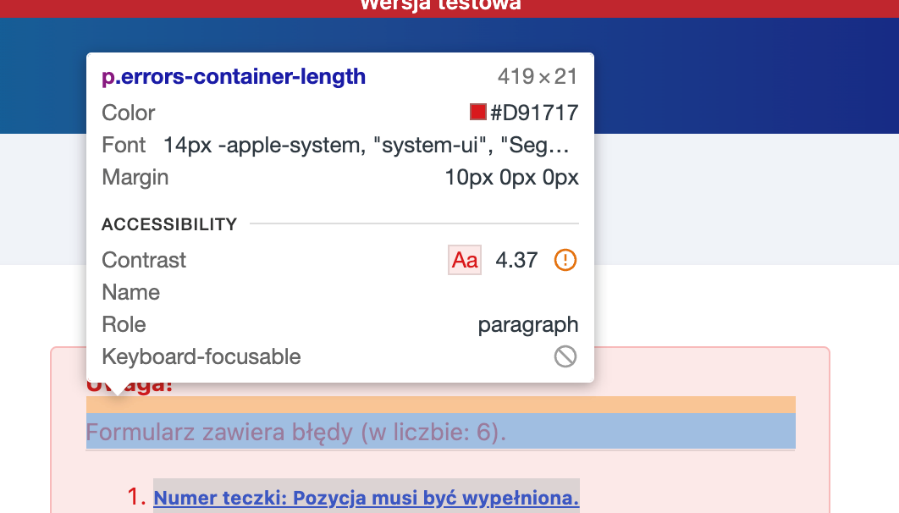 Wersja testowa
p.errors-container-length 419 × 21
Color #D91717
Font 14px -apple-system, "system-ui", "Seg...
Margin 10px 0px 0px
ACCESSIBILITY
Contrast Aa 4.37
Name
Role paragraph
Keyboard-focusable
Uwaga!
Formularz zawiera błędy (w liczbie: 6).
1. Numer teczki: Pozycja musi być wypełniona.